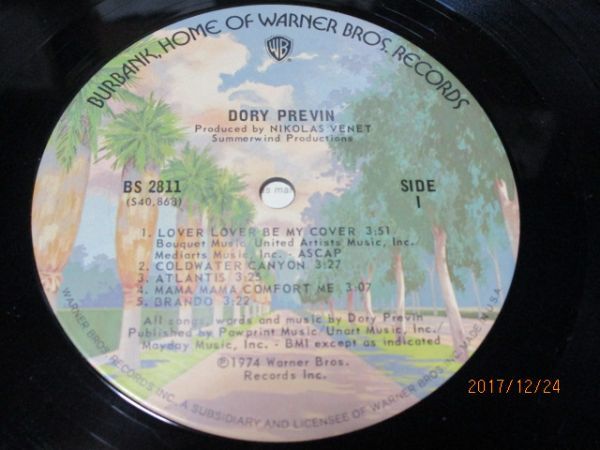 BURBANK, HOME OF WARNER BROS. RECORDS
WB
DORY PREVIN
Produced by NIKOLAS VENET
Summerwind Productions
BS 2811
(S40,863)
SIDE
1
1. LOVER LOVER BE MY COVER 3:51
Bouquet Music, United Artists Music, Inc.
Mediarts Music, Inc. - ASCAP
2. COLDWATER CANYON 3:27
3. ATLANTIS 3:25
4. MAMA MAMA COMFORT ME 3:07
5. BRANDO 3:22
All songs, words and music by Dory Previn
Published by Pawprint Music, Unart Music, Inc.
Mayday Music, Inc. - BMI except as indicated
℗©1974 Warner Bros.
Records Inc.
WARNER BROS. RECORDS INC. A SUBSIDIARY AND LICENSEE OF WARNER BROS. INC. MADE IN U.S.A.
2017/12/24